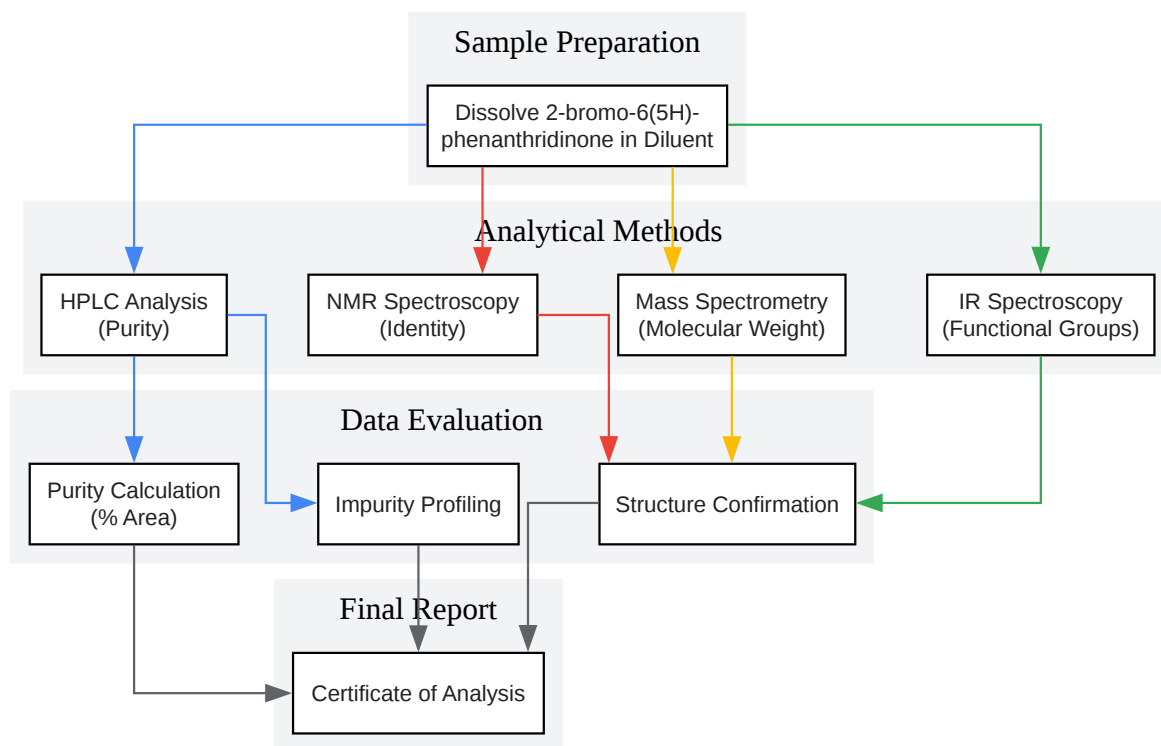 Sample Preparation
Dissolve 2-bromo-6(5H)-
phenanthridinone in Diluent
Analytical Methods
HPLC Analysis
(Purity)
NMR Spectroscopy
(Identity)
Mass Spectrometry
(Molecular Weight)
IR Spectroscopy
(Functional Groups)
Data Evaluation
Purity Calculation
(% Area)
Impurity Profiling
Structure Confirmation
Final Report
Certificate of Analysis